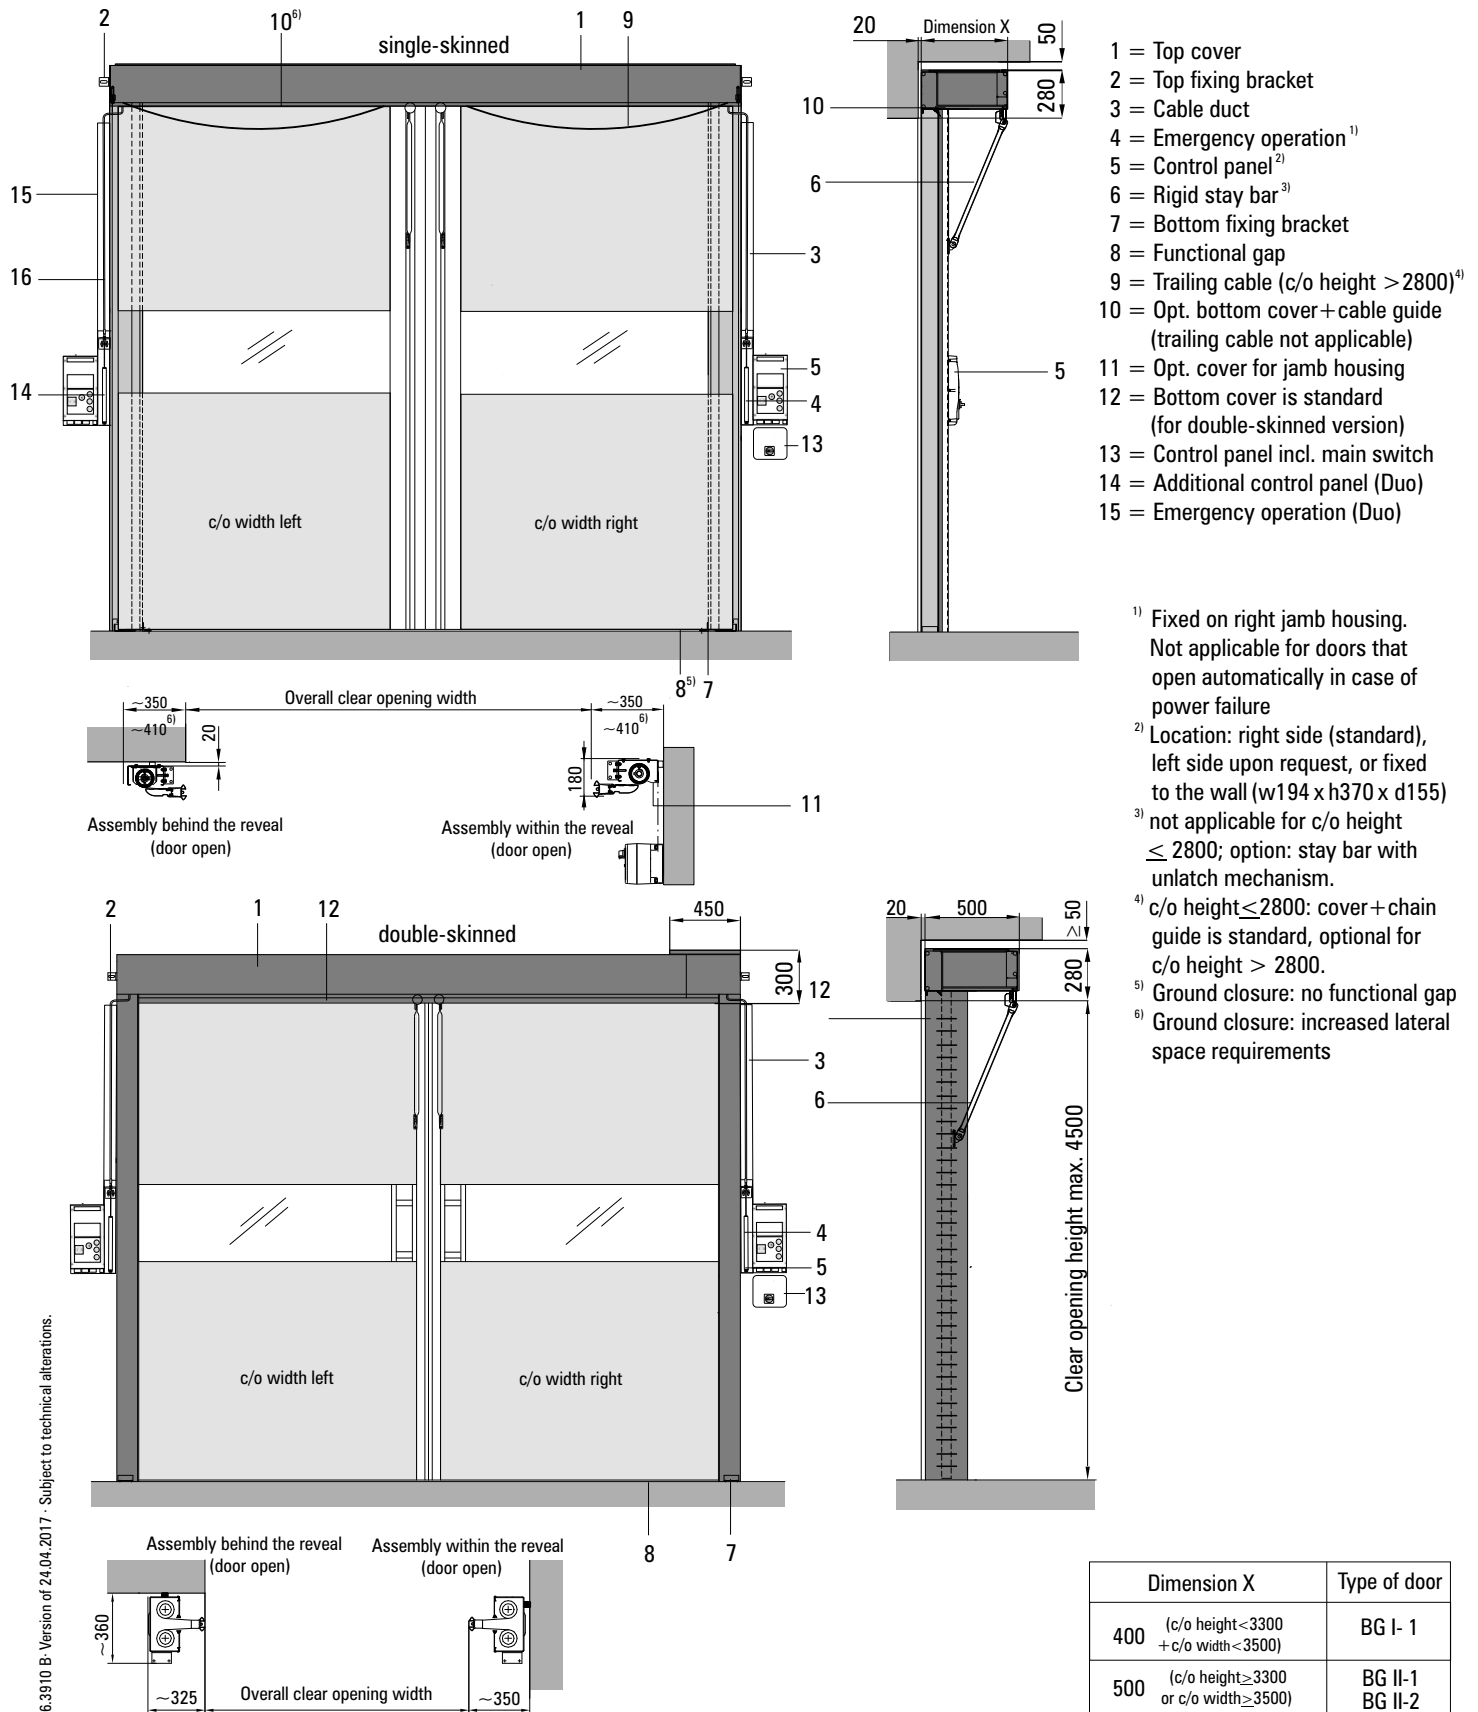 2
10⁶⁾
single-skinned
1
9
15
16
14
3
5
4
13
c/o width left
c/o width right
8⁵⁾
7
20
Dimension X
50
280
10
6
5
1 = Top cover
2 = Top fixing bracket
3 = Cable duct
4 = Emergency operation¹⁾
5 = Control panel²⁾
6 = Rigid stay bar³⁾
7 = Bottom fixing bracket
8 = Functional gap
9 = Trailing cable (c/o height >2800)⁴⁾
10 = Opt. bottom cover+cable guide
(trailing cable not applicable)
11 = Opt. cover for jamb housing
12 = Bottom cover is standard
(for double-skinned version)
13 = Control panel incl. main switch
14 = Additional control panel (Duo)
15 = Emergency operation (Duo)
¹⁾ Fixed on right jamb housing.
Not applicable for doors that
open automatically in case of
power failure
²⁾ Location: right side (standard),
left side upon request, or fixed
to the wall (w194 x h370 x d155)
³⁾ not applicable for c/o height
≤ 2800; option: stay bar with
unlatch mechanism.
⁴⁾ c/o height≤2800: cover+chain
guide is standard, optional for
c/o height > 2800.
⁵⁾ Ground closure: no functional gap
⁶⁾ Ground closure: increased lateral
space requirements
~350
~410⁶⁾
20
Overall clear opening width
~350
~410⁶⁾
180
11
Assembly behind the reveal
(door open)
Assembly within the reveal
(door open)
2
1
12
double-skinned
450
300
12
3
6
4
5
13
c/o width left
c/o width right
8
7
20
500
≥50
280
Clear opening height max. 4500
Assembly behind the reveal
(door open)
Assembly within the reveal
(door open)
~360
~325
Overall clear opening width
~350
6.3910 B· Version of 24.04.2017 · Subject to technical alterations.
Dimension X
Type of door
400
(c/o height<3300
+c/o width<3500)
BG I- 1
500
(c/o height≥3300
or c/o width≥3500)
BG II-1
BG II-2